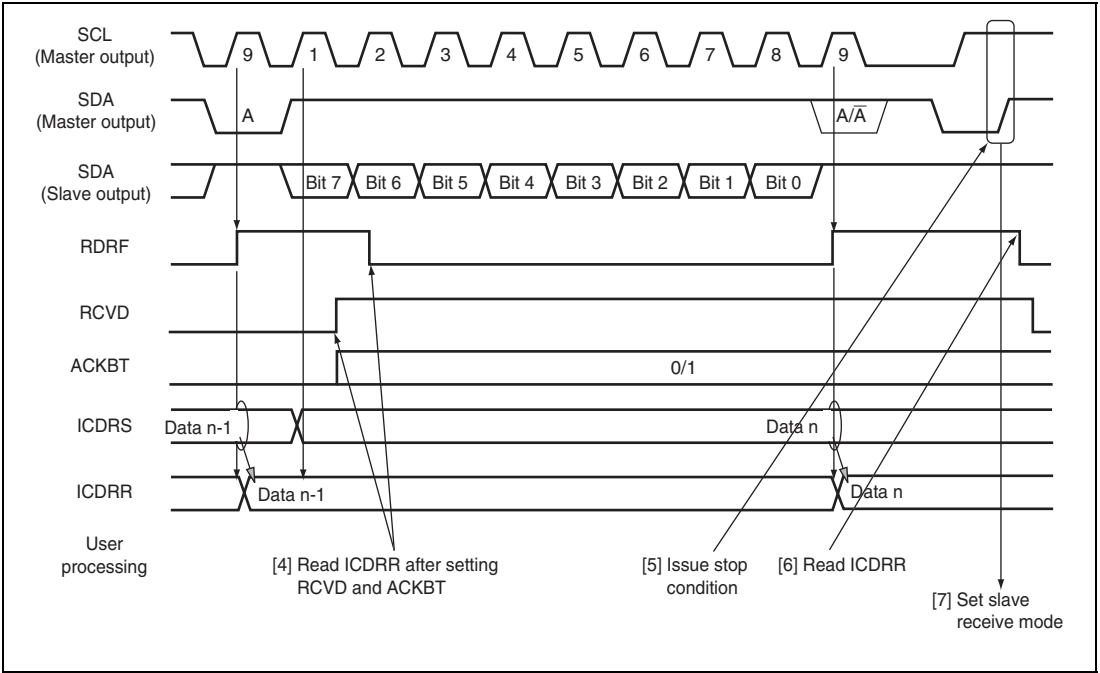 SCL
(Master output)
9 1 2 3 4 5 6 7 8 9
SDA
(Master output)
A A/A̅
SDA
(Slave output)
Bit 7 Bit 6 Bit 5 Bit 4 Bit 3 Bit 2 Bit 1 Bit 0
RDRF
RCVD
ACKBT
0/1
ICDRS
Data n-1 Data n
ICDRR
Data n-1 Data n
User
processing
[4] Read ICDRR after setting
RCVD and ACKBT
[5] Issue stop
condition
[6] Read ICDRR
[7] Set slave
receive mode